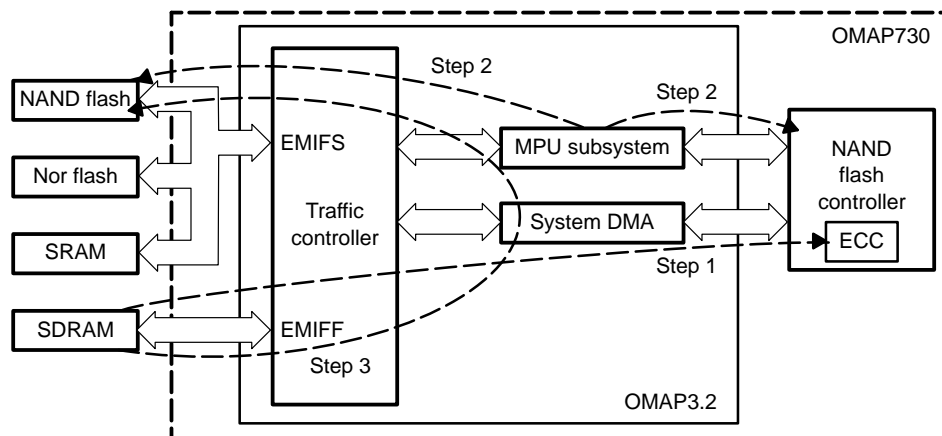 OMAP730
Step 2
Step 2
NAND flash
EMIFS
MPU subsystem
NAND
flash
controller
Nor flash
Traffic
controller
System DMA
ECC
SRAM
Step 1
SDRAM
EMIFF
Step 3
OMAP3.2